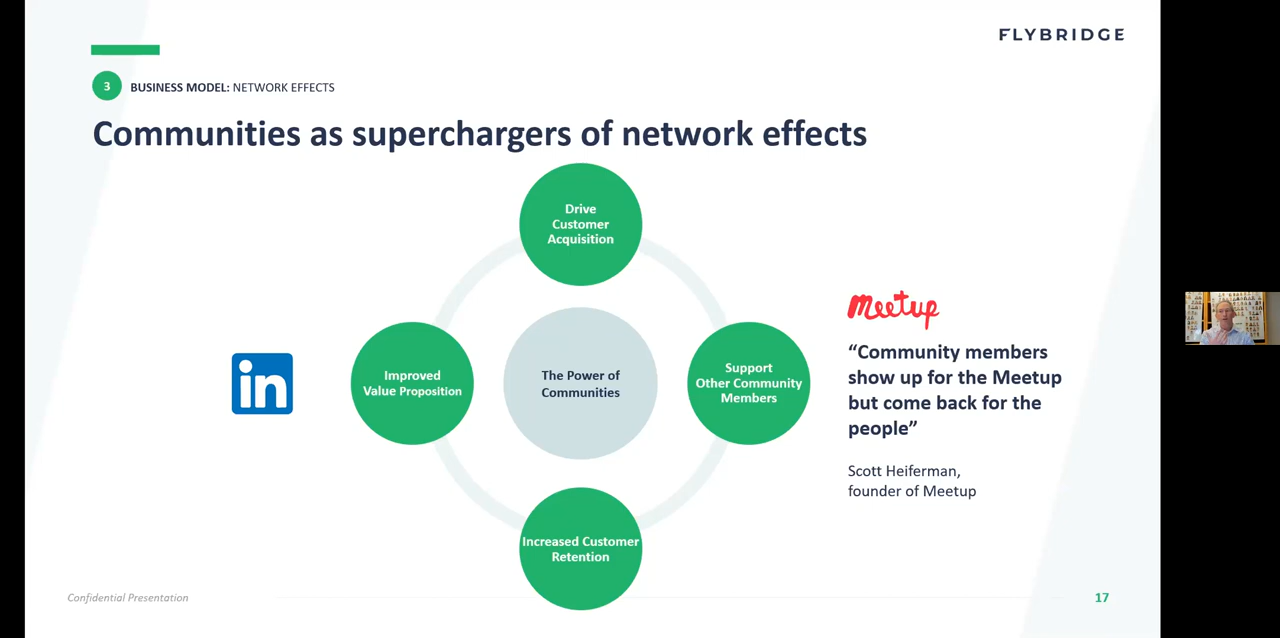 FLYBRIDGE
3
BUSINESS MODEL: NETWORK EFFECTS
Communities as superchargers of network effects
Drive
Customer
Acquisition
in
Improved
Value Proposition
The Power of
Communities
Support
Other Community
Members
Increased Customer
Retention
meetup
“Community members
show up for the Meetup
but come back for the
people”
Scott Heiferman,
founder of Meetup
Confidential Presentation
17